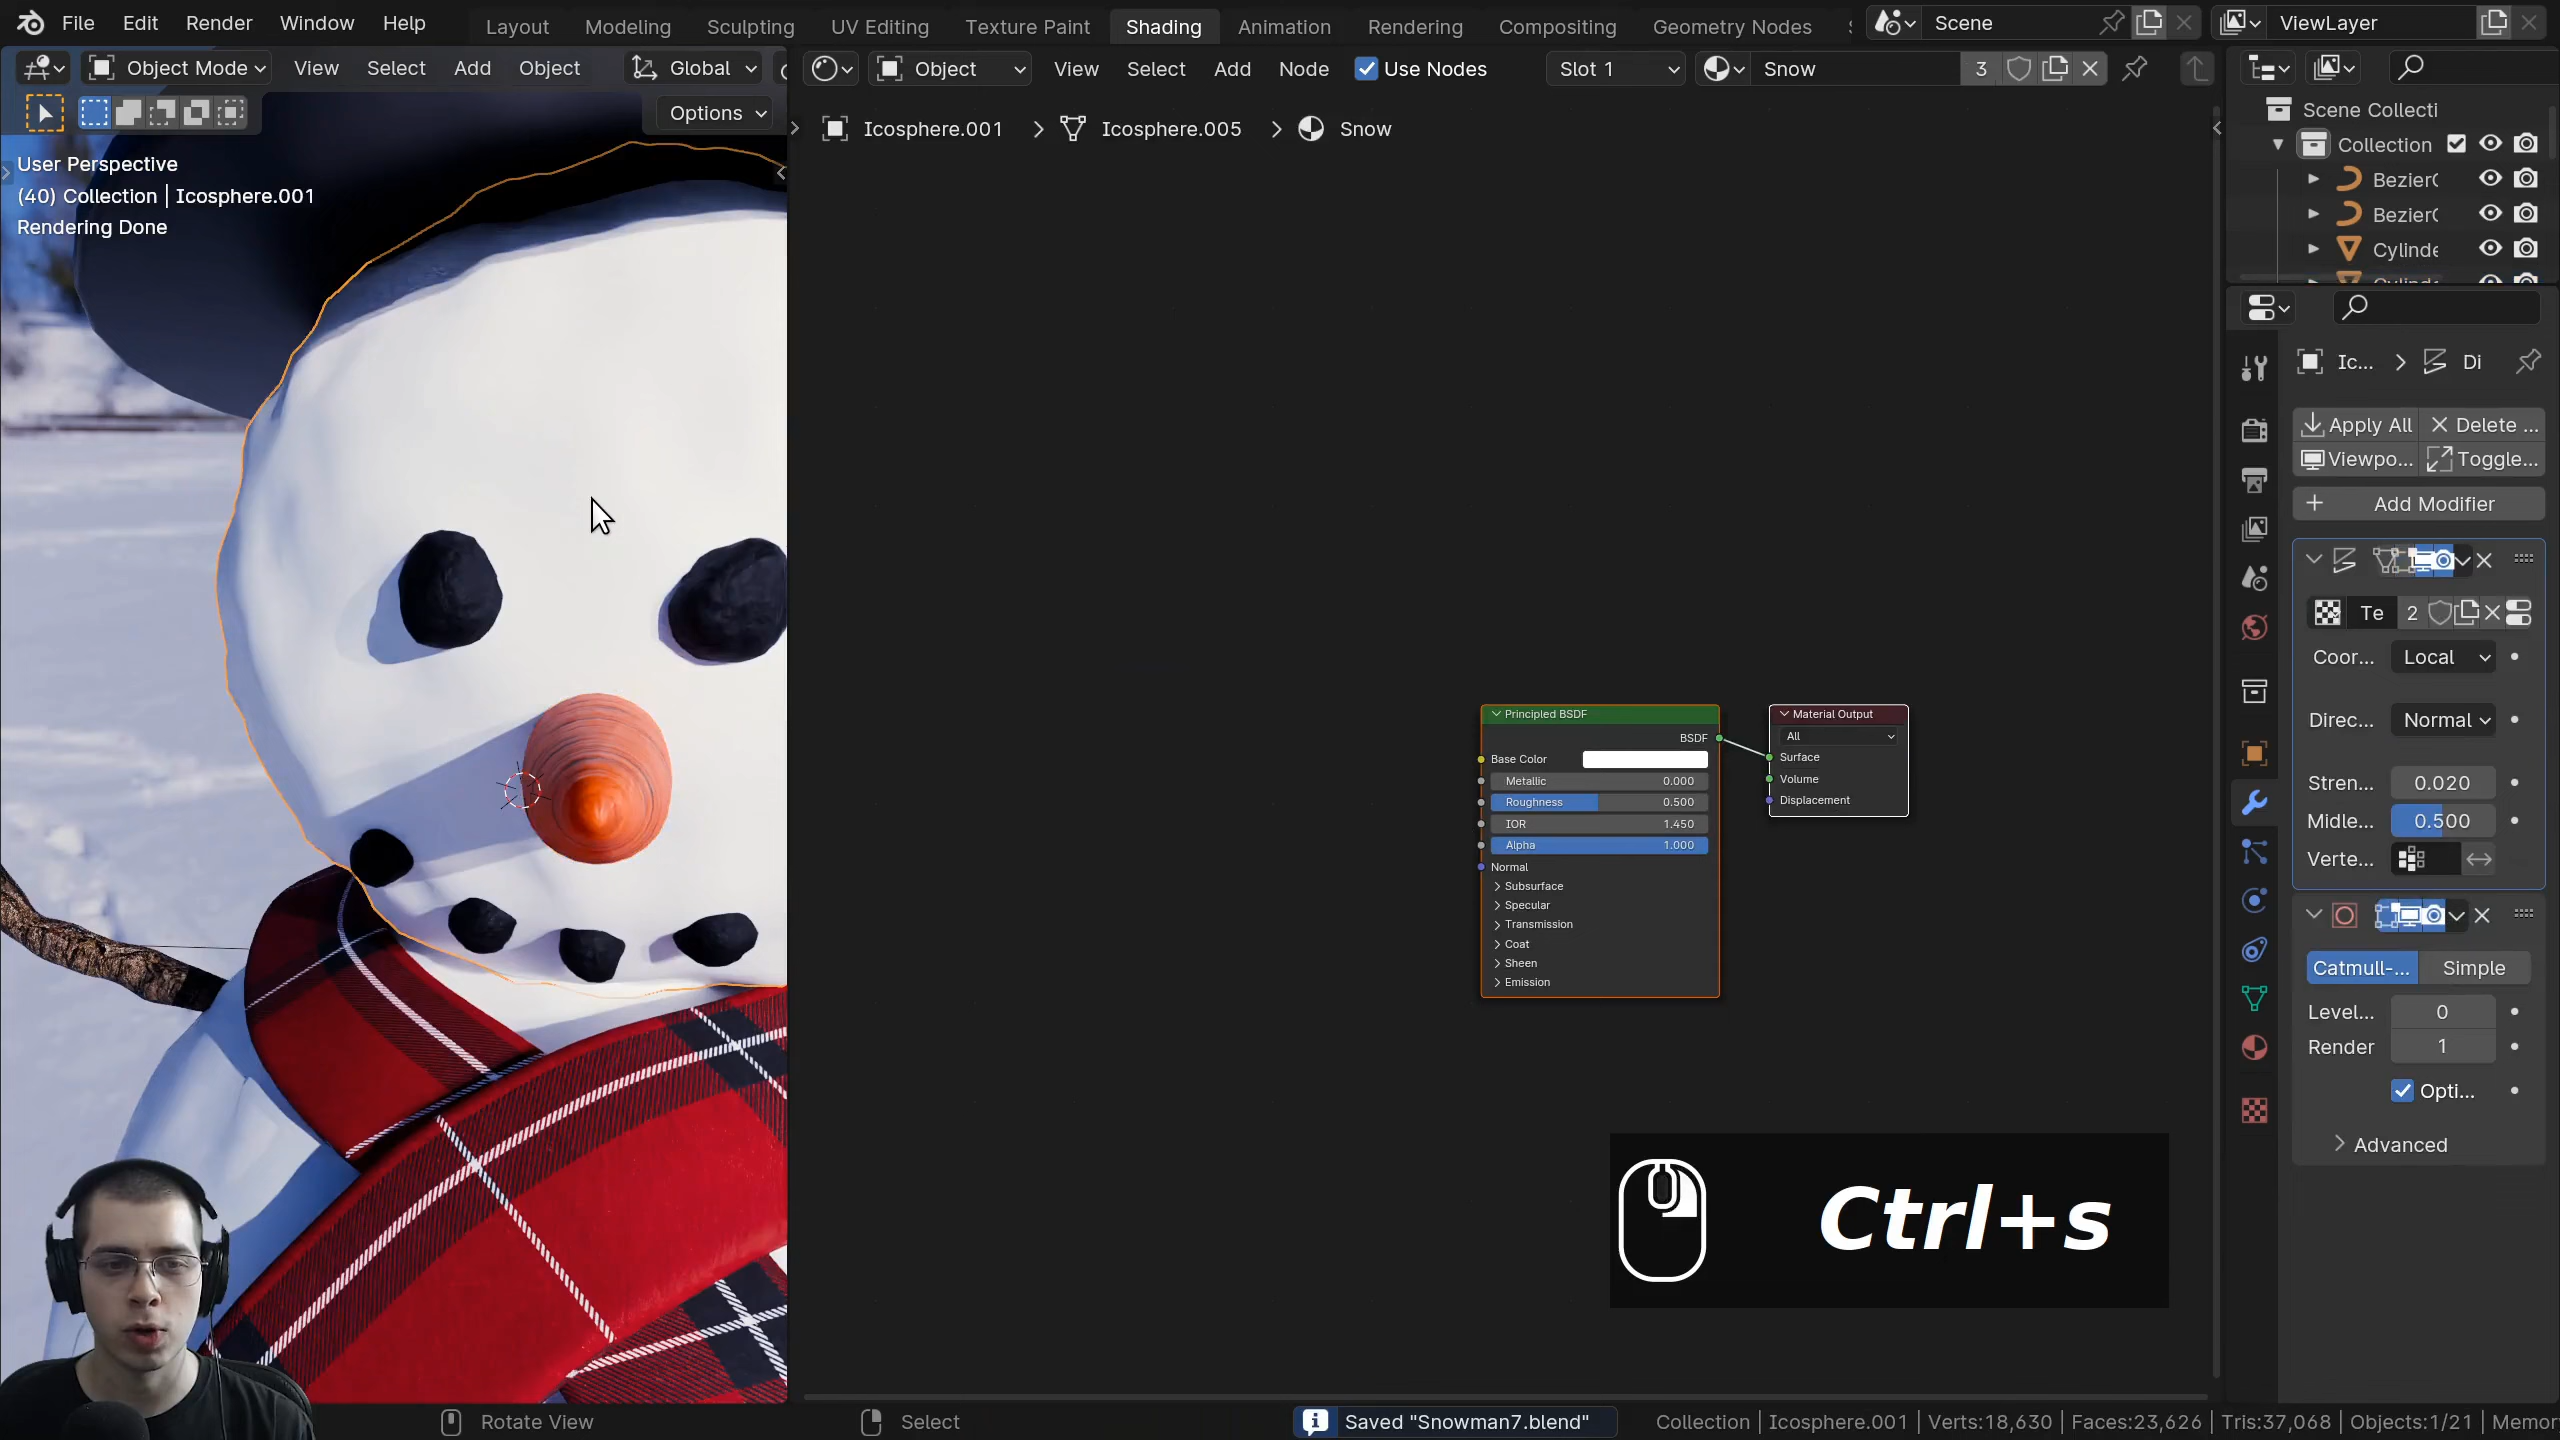 File Edit Render Window Help
Layout Modeling Sculpting UV Editing Texture Paint Shading Animation Rendering Compositing Geometry Nodes
Scene ViewLayer
Object Mode View Select Add Object Global
Object View Select Add Node Use Nodes Slot 1 Snow 3
Options
Icosphere.001 Icosphere.005 Snow
User Perspective
(40) Collection | Icosphere.001
Rendering Done
Scene Collecti
Collection
Bezier
Bezier
Cylinde
Ic... Di
Apply All Delete ...
Viewpo... Toggle...
Add Modifier
Te 2
Coor... Local
Direc... Normal
Stren... 0.020
Midle... 0.500
Verte...
Catmull-... Simple
Level... 0
Render 1
Opti...
Advanced
Principled BSDF
BSDF
Base Color
Metallic 0.000
Roughness 0.500
IOR 1.450
Alpha 1.000
Normal
Subsurface
Specular
Transmission
Coat
Sheen
Emission
Material Output
All
Surface
Volume
Displacement
Ctrl+s
Rotate View Select Saved "Snowman7.blend" Collection | Icosphere.001 | Verts:18,630 | Faces:23,626 | Tris:37,068 | Objects:1/21 | Memor